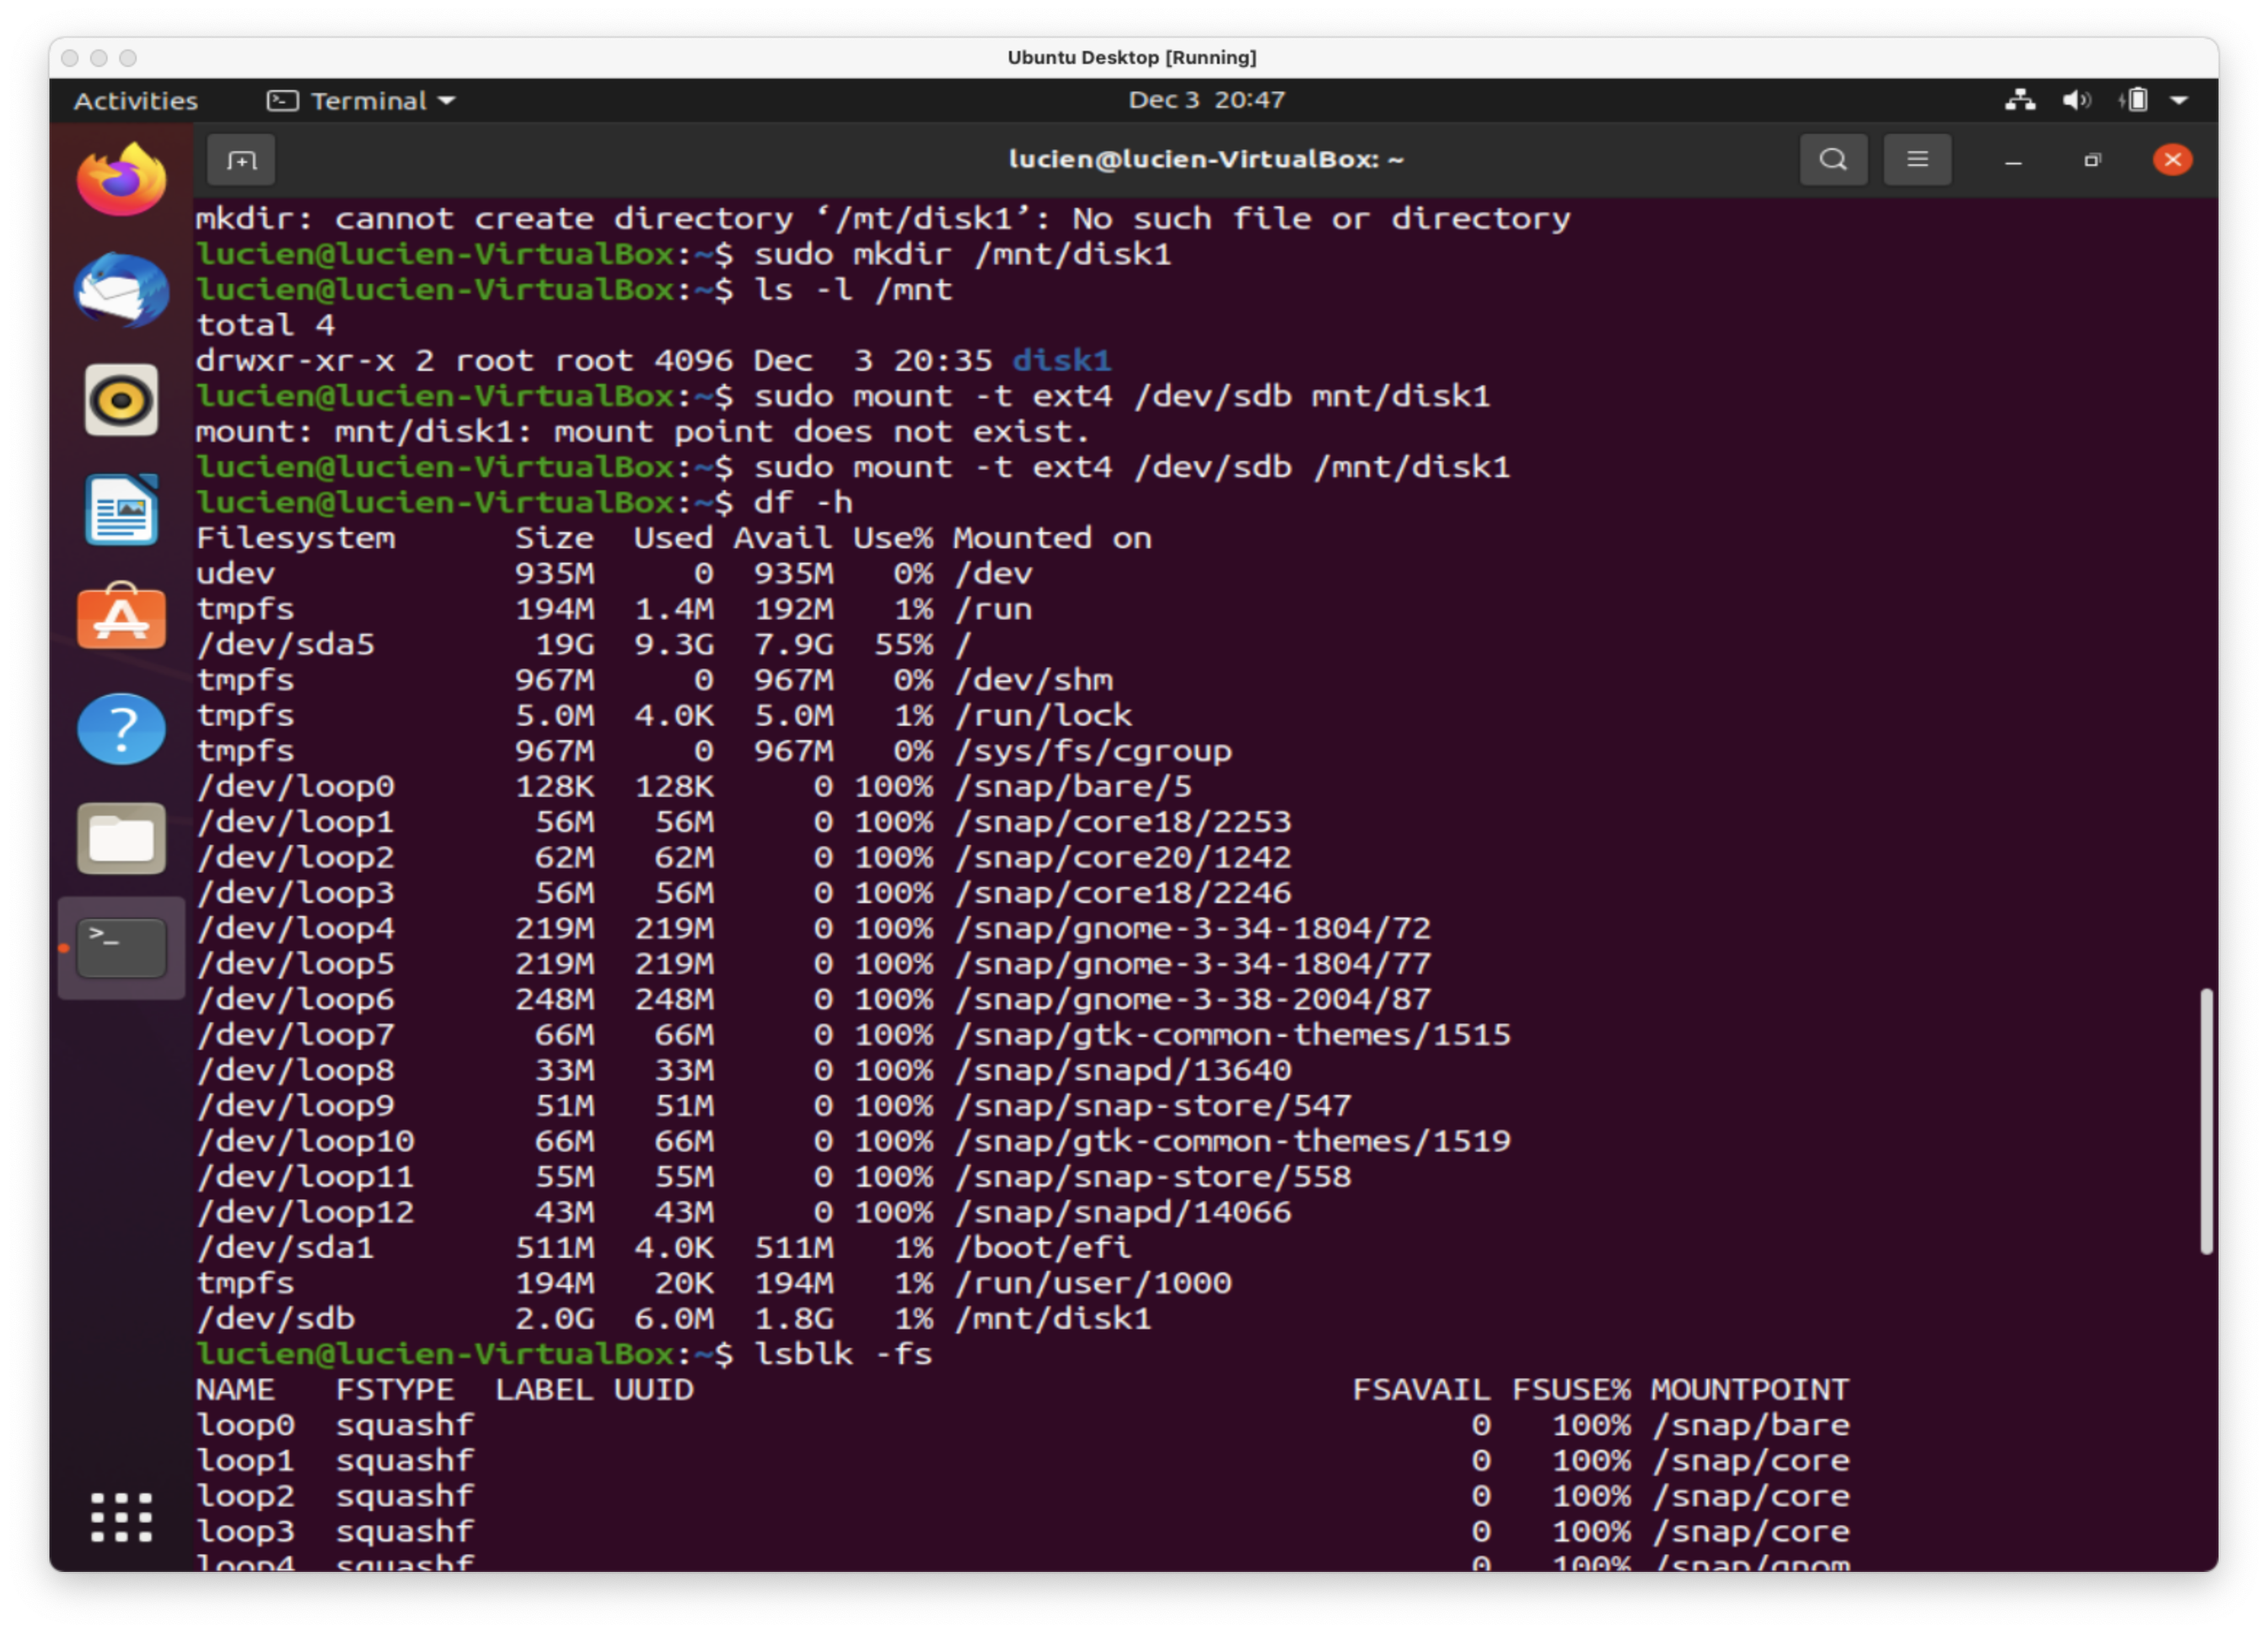 Ubuntu Desktop [Running]
Activities Terminal Dec 3 20:47
lucien@lucien-VirtualBox: ~
mkdir: cannot create directory ‘/mt/disk1’: No such file or directory
lucien@lucien-VirtualBox:~$ sudo mkdir /mnt/disk1
lucien@lucien-VirtualBox:~$ ls -l /mnt
total 4
drwxr-xr-x 2 root root 4096 Dec  3 20:35 disk1
lucien@lucien-VirtualBox:~$ sudo mount -t ext4 /dev/sdb mnt/disk1
mount: mnt/disk1: mount point does not exist.
lucien@lucien-VirtualBox:~$ sudo mount -t ext4 /dev/sdb /mnt/disk1
lucien@lucien-VirtualBox:~$ df -h
Filesystem      Size  Used Avail Use% Mounted on
udev            935M     0  935M   0% /dev
tmpfs           194M  1.4M  192M   1% /run
/dev/sda5        19G  9.3G  7.9G  55% /
tmpfs           967M     0  967M   0% /dev/shm
tmpfs           5.0M  4.0K  5.0M   1% /run/lock
tmpfs           967M     0  967M   0% /sys/fs/cgroup
/dev/loop0      128K  128K     0 100% /snap/bare/5
/dev/loop1       56M   56M     0 100% /snap/core18/2253
/dev/loop2       62M   62M     0 100% /snap/core20/1242
/dev/loop3       56M   56M     0 100% /snap/core18/2246
/dev/loop4      219M  219M     0 100% /snap/gnome-3-34-1804/72
/dev/loop5      219M  219M     0 100% /snap/gnome-3-34-1804/77
/dev/loop6      248M  248M     0 100% /snap/gnome-3-38-2004/87
/dev/loop7       66M   66M     0 100% /snap/gtk-common-themes/1515
/dev/loop8       33M   33M     0 100% /snap/snapd/13640
/dev/loop9       51M   51M     0 100% /snap/snap-store/547
/dev/loop10      66M   66M     0 100% /snap/gtk-common-themes/1519
/dev/loop11      55M   55M     0 100% /snap/snap-store/558
/dev/loop12      43M   43M     0 100% /snap/snapd/14066
/dev/sda1       511M  4.0K  511M   1% /boot/efi
tmpfs           194M   20K  194M   1% /run/user/1000
/dev/sdb        2.0G  6.0M  1.8G   1% /mnt/disk1
lucien@lucien-VirtualBox:~$ lsblk -fs
NAME   FSTYPE  LABEL UUID                                 FSAVAIL FSUSE% MOUNTPOINT
loop0  squashf                                                  0   100% /snap/bare
loop1  squashf                                                  0   100% /snap/core
loop2  squashf                                                  0   100% /snap/core
loop3  squashf                                                  0   100% /snap/core
loop4  squashf                                                  0   100% /snap/gnom